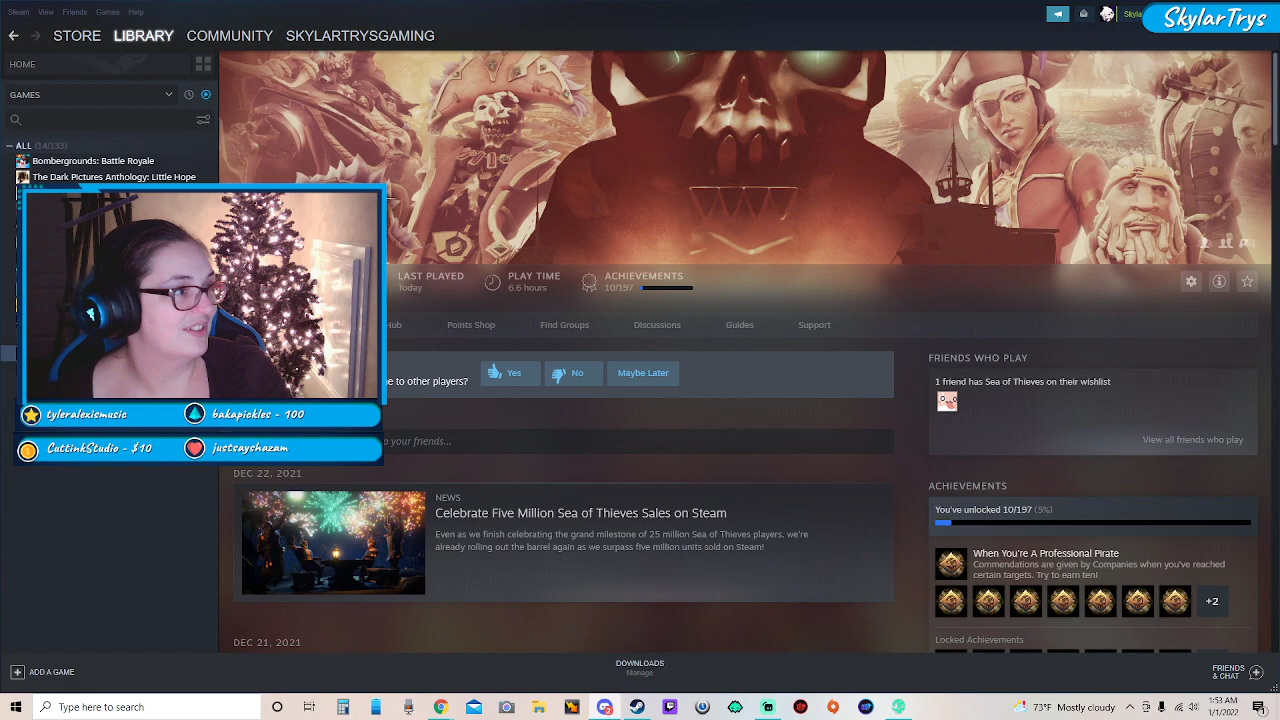 Steam View Friends Games Help
Skyla
SkylarTrys
STORE LIBRARY COMMUNITY SKYLARTRYSGAMING
HOME
GAMES
ALL (14/133)
Bombergrounds: Battle Royale
The Dark Pictures Anthology: Little Hope
LAST PLAYED
Today
PLAY TIME
6.6 hours
ACHIEVEMENTS
10/197
Hub Points Shop Find Groups Discussions Guides Support
e to other players? Yes No Maybe Later
tyleralexismusic bakapickles - 100
CuttinkStudio - $10 justsayshazam
o your friends...
DEC 22, 2021
NEWS
Celebrate Five Million Sea of Thieves Sales on Steam
Even as we finish celebrating the grand milestone of 25 million Sea of Thieves players, we're
already rolling out the barrel again as we surpass five million units sold on Steam!
DEC 21, 2021
FRIENDS WHO PLAY
1 friend has Sea of Thieves on their wishlist
View all friends who play
ACHIEVEMENTS
You've unlocked 10/197 (5%)
When You're A Professional Pirate
Commendations are given by Companies when you've reached
certain targets. Try to earn ten!
+2
Locked Achievements
ADD A GAME
DOWNLOADS
Manage
FRIENDS
& CHAT
Type here to search
73°F Mostly cloudy
1:53 AM
1/1/2022